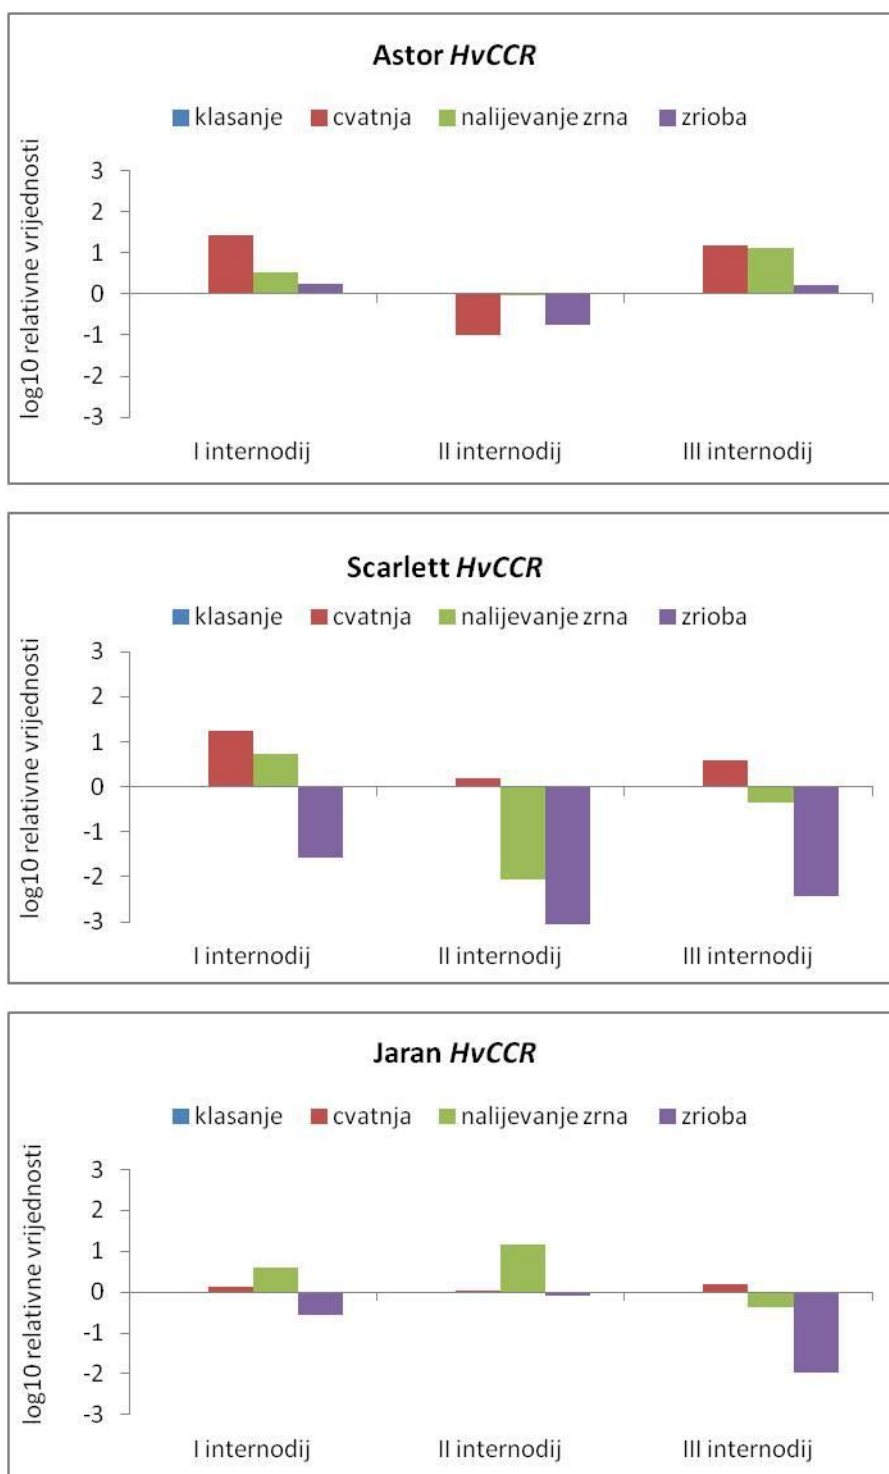 Astor HvCCR
klasanje cvatnja nalijevanje zrna zrioba
log10 relativne vrijednosti
3
2
1
0
-1
-2
-3
I internodij II internodij III internodij
Scarlett HvCCR
klasanje cvatnja nalijevanje zrna zrioba
log10 relativne vrijednosti
3
2
1
0
-1
-2
-3
I internodij II internodij III internodij
Jaran HvCCR
klasanje cvatnja nalijevanje zrna zrioba
log10 relativne vrijednosti
3
2
1
0
-1
-2
-3
I internodij II internodij III internodij